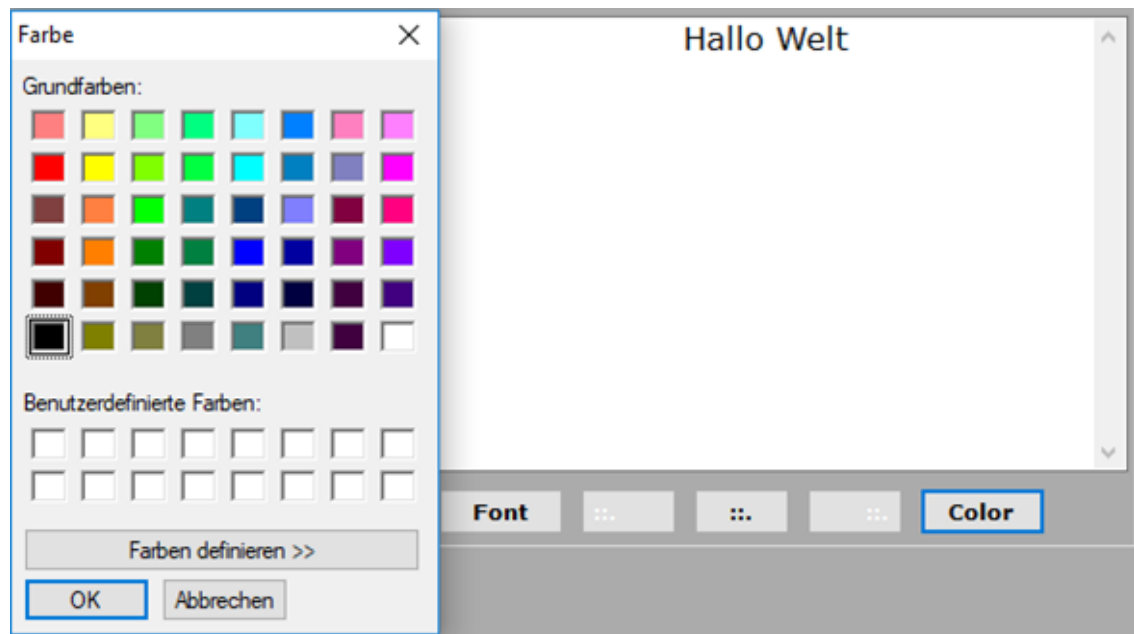 Farbe
Hallo Welt
Grundfarben:
Benutzerdefinierte Farben:
Font
::.
::.
::.
Color
Farben definieren >>
OK
Abbrechen